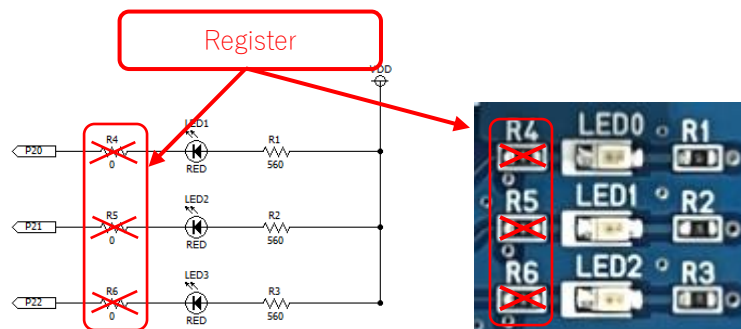 Register
VDD
P20
R4
0
LED1
RED
R1
560
P21
R5
0
LED2
RED
R2
560
P22
R6
0
LED3
RED
R3
560
R4 LED0 R1
R5 LED1 R2
R6 LED2 R3